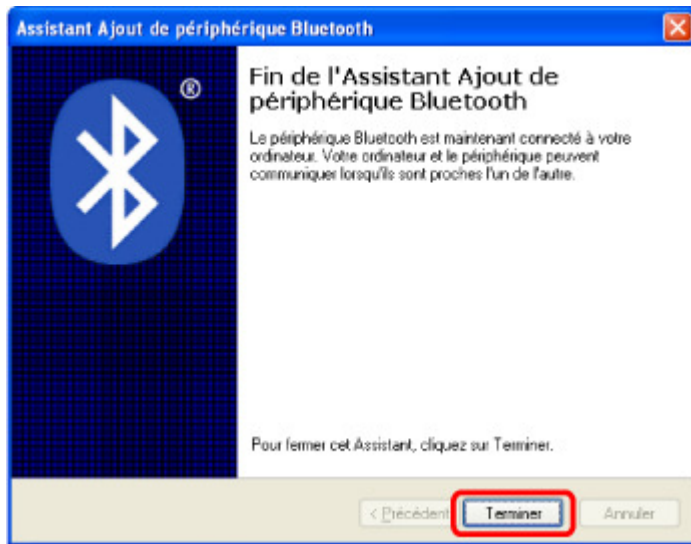 Assistant Ajout de périphérique Bluetooth
®
Fin de l'Assistant Ajout de
périphérique Bluetooth
Le périphérique Bluetooth est maintenant connecté à votre
ordinateur. Votre ordinateur et le périphérique peuvent
communiquer lorsqu'ils sont proches l'un de l'autre.
Pour fermer cet Assistant, cliquez sur Terminer.
< Précédent
Terminer
Annuler